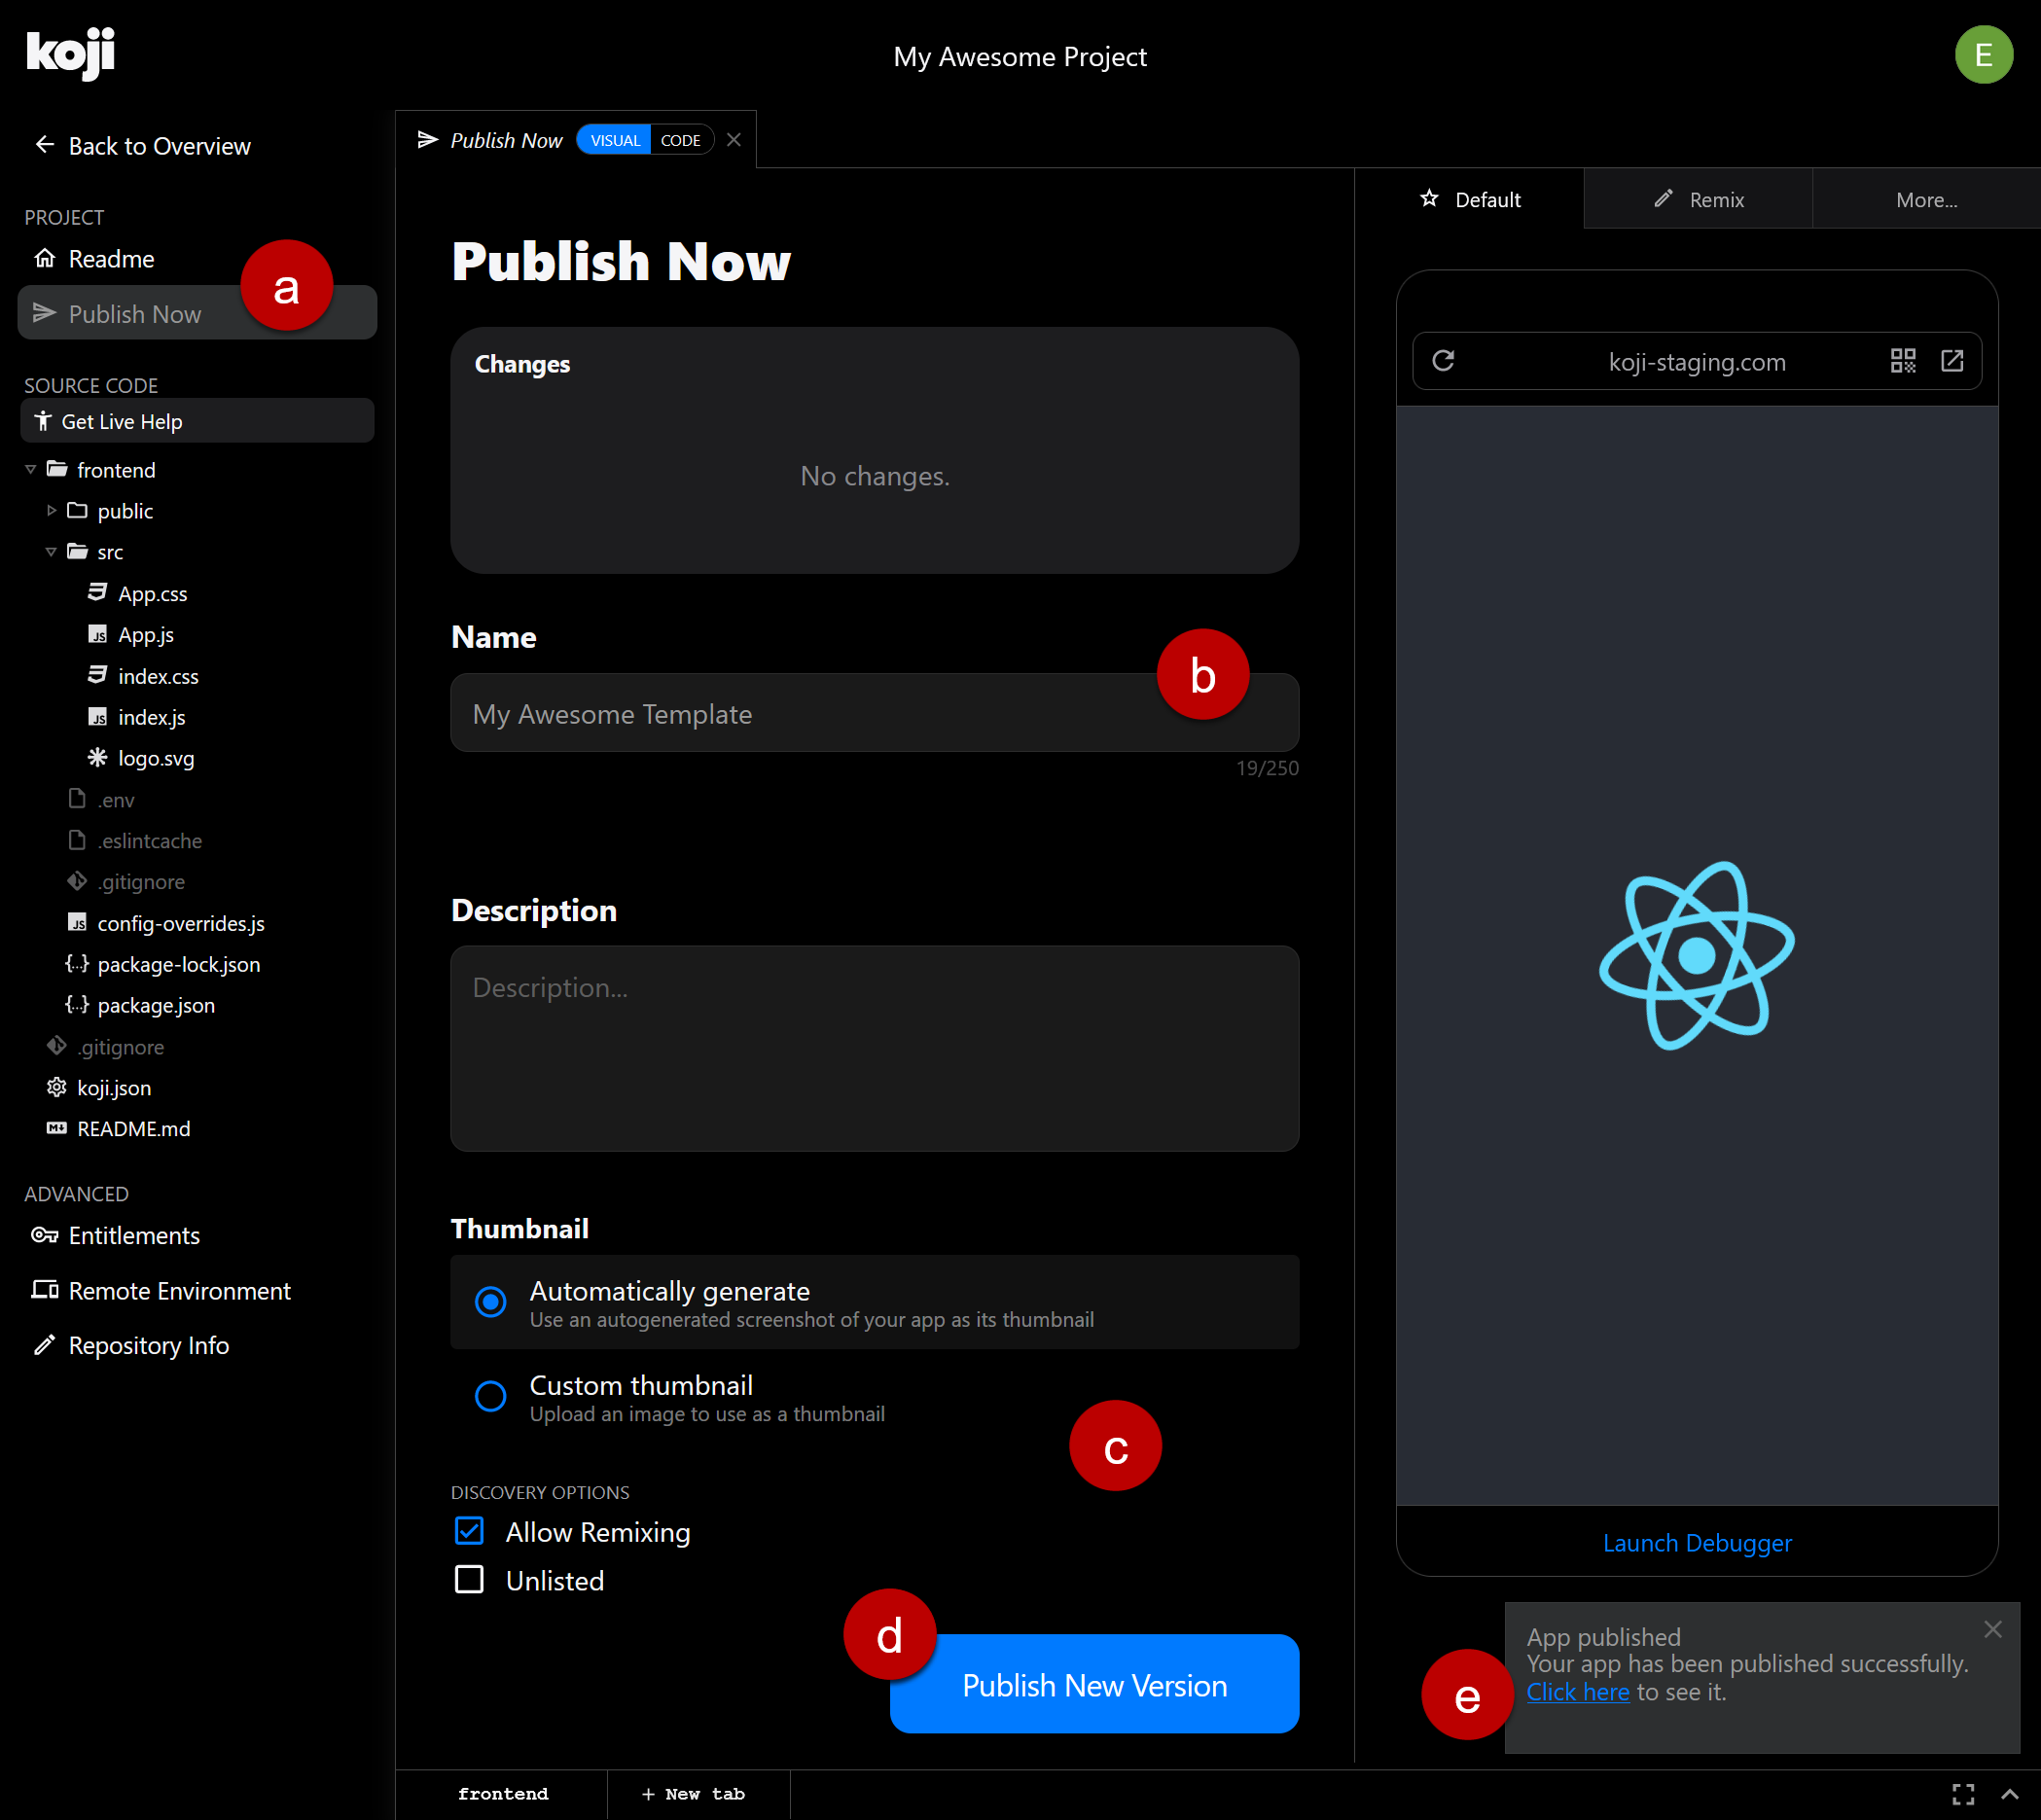 koji
My Awesome Project
E
Back to Overview
PROJECT
Readme
a
Publish Now
SOURCE CODE
Get Live Help
frontend
public
src
App.css
App.js
index.css
index.js
logo.svg
.env
.eslintcache
.gitignore
config-overrides.js
package-lock.json
package.json
.gitignore
koji.json
README.md
ADVANCED
Entitlements
Remote Environment
Repository Info
Publish Now VISUAL CODE
Publish Now
Changes
No changes.
Name
b
My Awesome Template
19/250
Description
Description...
Thumbnail
Automatically generate
Use an autogenerated screenshot of your app as its thumbnail
Custom thumbnail
Upload an image to use as a thumbnail
c
DISCOVERY OPTIONS
Allow Remixing
Unlisted
d
Publish New Version
Default Remix More...
koji-staging.com
Launch Debugger
App published
Your app has been published successfully.
Click here to see it.
e
frontend + New tab